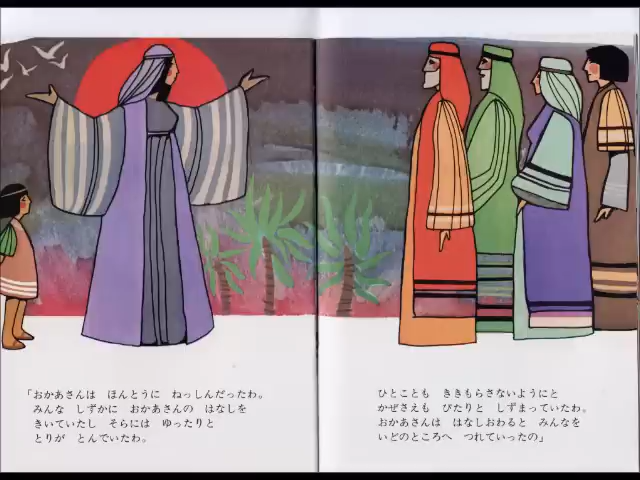 「おかあさんは　ほんとうに　ねっしんだったわ。
みんな　しずかに　おかあさんの　はなしを
きいていたし　そらには　ゆったりと
とりが　とんでいたわ。
ひとことも　ききもらさないようにと
かぜさえも　ぴたりと　しずまっていたわ。
おかあさんは　はなしおわると　みんなを
いどのところへ　つれていったの」